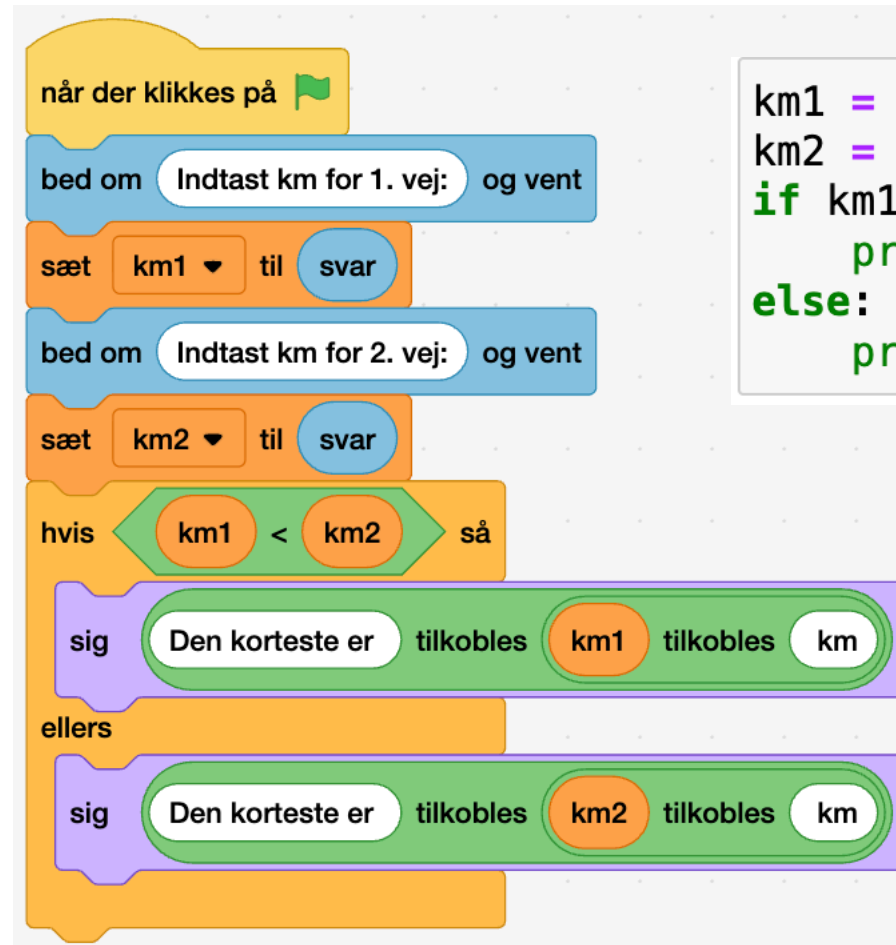 når der klikkes på
bed om Indtast km for 1. vej: og vent
sæt km1 til svar
bed om Indtast km for 2. vej: og vent
sæt km2 til svar
hvis km1 < km2 så
sig Den korteste er tilkobles km1 tilkobles km
ellers
sig Den korteste er tilkobles km2 tilkobles km
km1 =
km2 =
if km1
pr
else:
pr